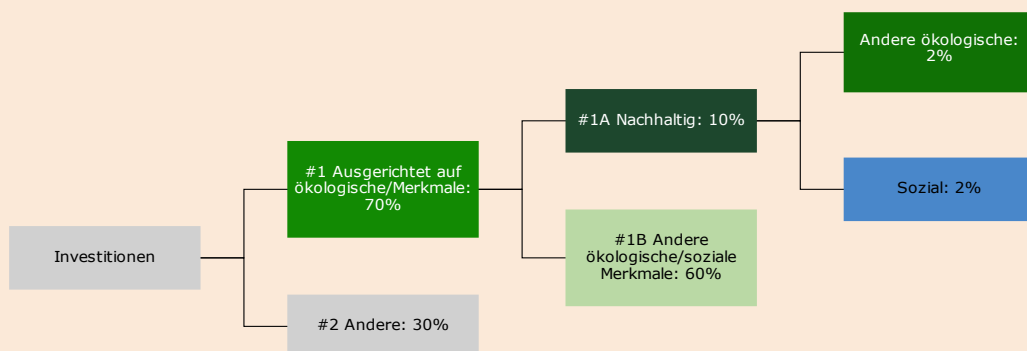 Investitionen
#1 Ausgerichtet auf
ökologische/Merkmale:
70%
#2 Andere: 30%
#1A Nachhaltig: 10%
#1B Andere
ökologische/soziale
Merkmale: 60%
Andere ökologische:
2%
Sozial: 2%